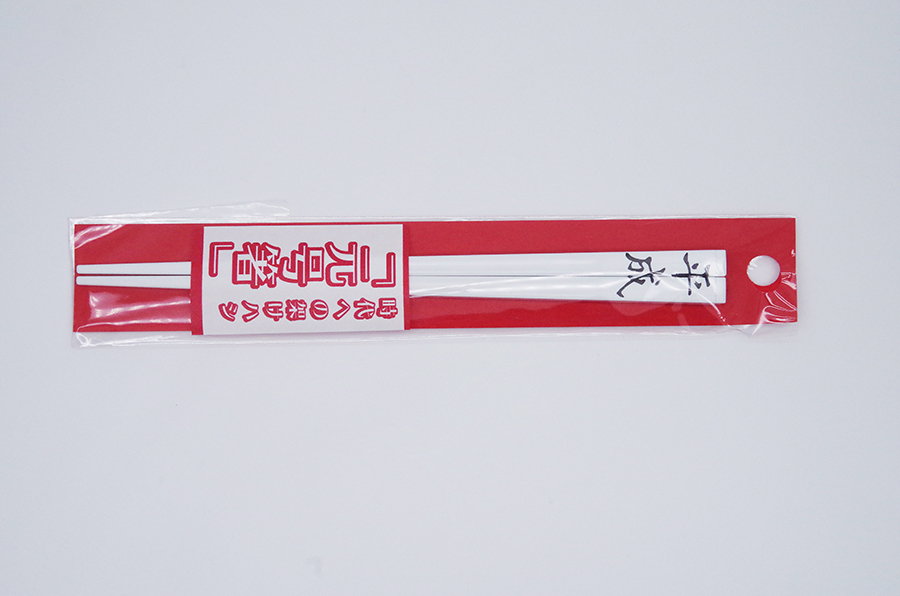 「元号箸」
時代への架けハシ
平成